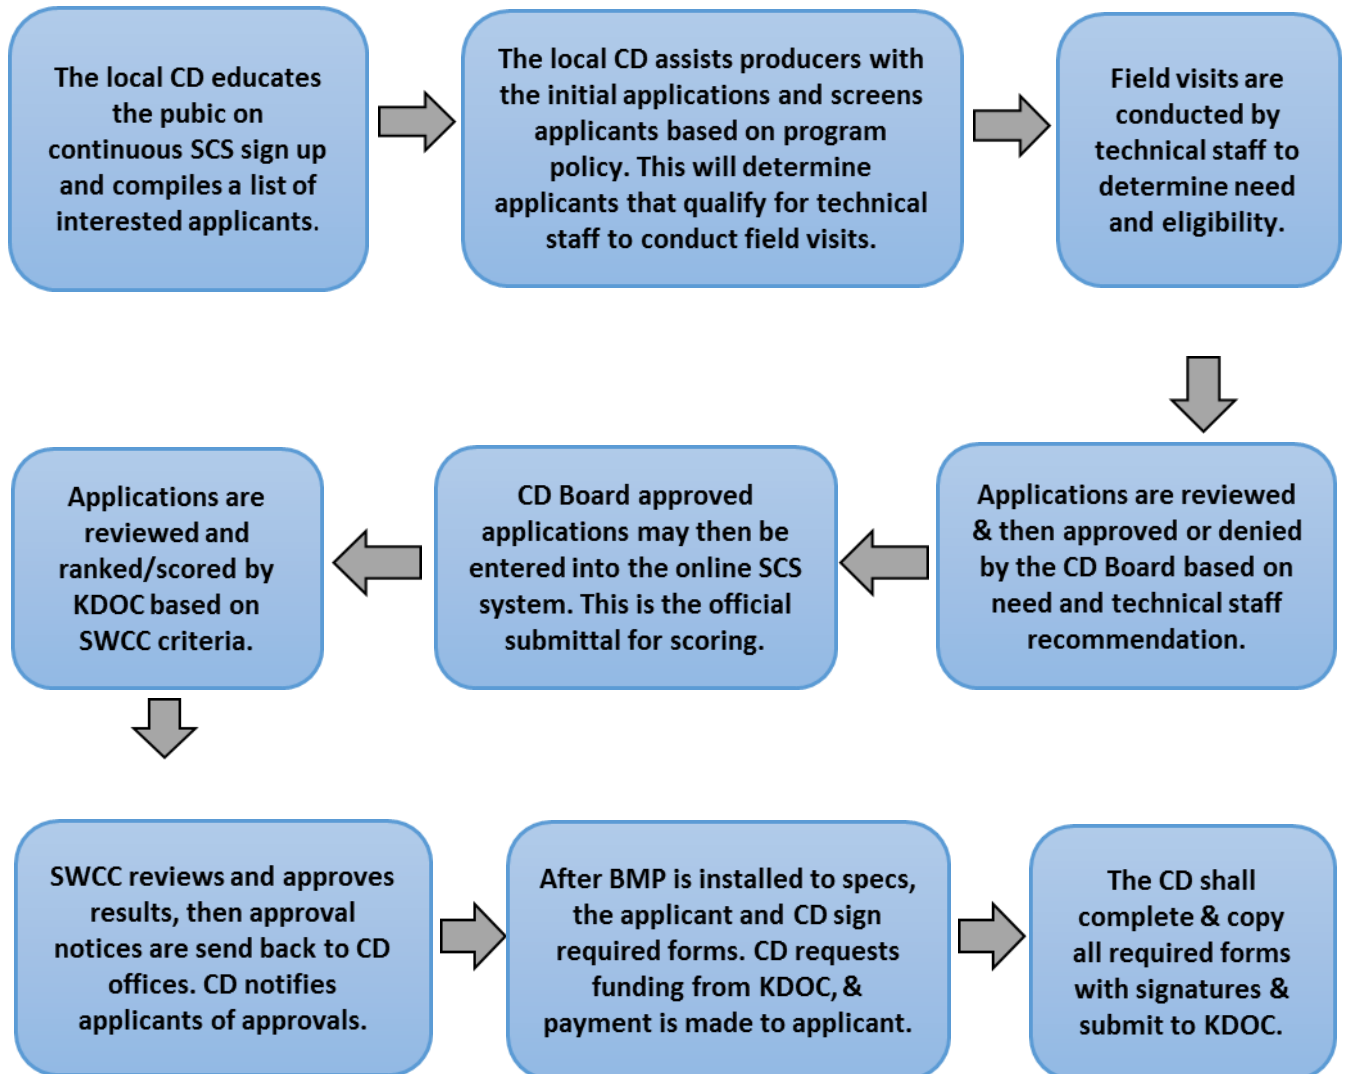 The local CD educates
the pubic on
continuous SCS sign up
and compiles a list of
interested applicants.
The local CD assists producers with
the initial applications and screens
applicants based on program
policy. This will determine
applicants that qualify for technical
staff to conduct field visits.
Field visits are
conducted by
technical staff to
determine need
and eligibility.
Applications are reviewed
& then approved or denied
by the CD Board based on
need and technical staff
recommendation.
CD Board approved
applications may then be
entered into the online SCS
system. This is the official
submittal for scoring.
Applications are
reviewed and
ranked/scored by
KDOC based on
SWCC criteria.
SWCC reviews and approves
results, then approval
notices are send back to CD
offices. CD notifies
applicants of approvals.
After BMP is installed to specs,
the applicant and CD sign
required forms. CD requests
funding from KDOC, &
payment is made to applicant.
The CD shall
complete & copy
all required forms
with signatures &
submit to KDOC.